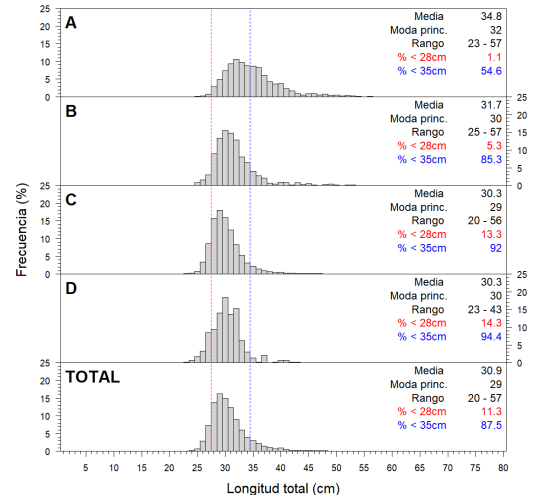 25
20
15
10
5
0
A
Media 34.8
Moda princ. 32
Rango 23 - 57
% < 28cm 1.1
% < 35cm 54.6
B
Media 31.7
Moda princ. 30
Rango 25 - 57
% < 28cm 5.3
% < 35cm 85.3
25
20
15
10
5
0
25
20
15
10
5
0
C
Media 30.3
Moda princ. 29
Rango 20 - 56
% < 28cm 13.3
% < 35cm 92
D
Media 30.3
Moda princ. 30
Rango 23 - 43
% < 28cm 14.3
% < 35cm 94.4
25
20
15
10
5
0
25
20
15
10
5
0
TOTAL
Media 30.9
Moda princ. 29
Rango 20 - 57
% < 28cm 11.3
% < 35cm 87.5
Frecuencia (%)
5 10 15 20 25 30 35 40 45 50 55 60 65 70 75 80
Longitud total (cm)